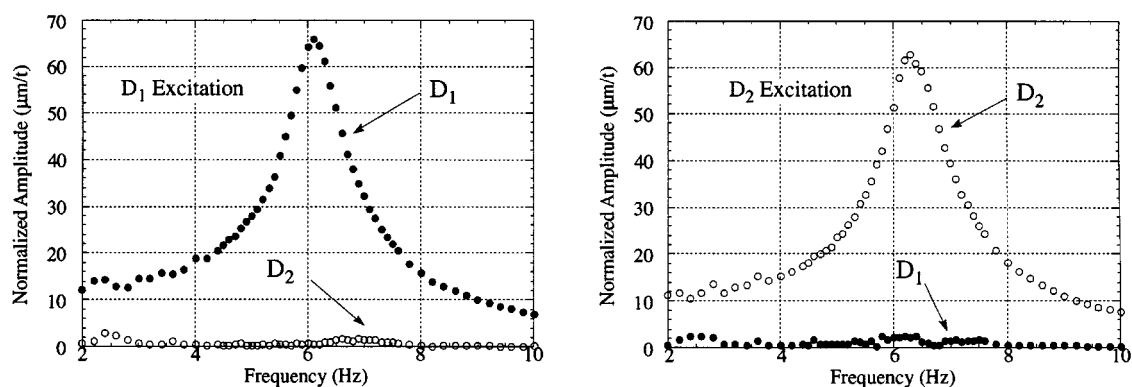 Normalized Amplitude (μm/t)
70
60
50
40
30
20
10
0
D₁ Excitation
D₁
D₂
2 4 6 8 10
Frequency (Hz)
Normalized Amplitude (μm/t)
70
60
50
40
30
20
10
0
D₂ Excitation
D₂
D₁
2 4 6 8 10
Frequency (Hz)